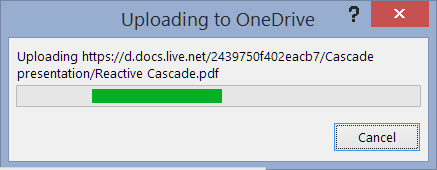 Uploading to OneDrive
?
Uploading https://d.docs.live.net/2439750f402eacb7/Cascade
presentation/Reactive Cascade.pdf
Cancel